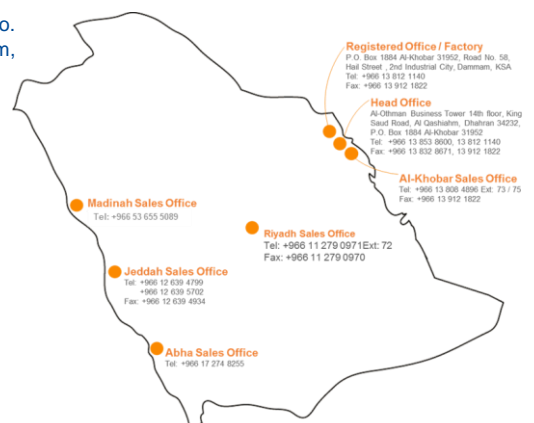 o.
m,
Registered Office / Factory
P.O. Box 1884 Al-Khobar 31952, Road No. 58,
Hail Street , 2nd Industrial City, Dammam, KSA
Tel: +966 13 812 1140
Fax: +966 13 912 1822
Head Office
Al-Othman Business Tower 14th floor, King
Saud Road, Al Qashiahm, Dhahran 34232,
P.O. Box 1884 Al-Khobar 31952
Tel: +966 13 853 8600, 13 812 1140
Fax: +966 13 832 8671, 13 912 1822
Al-Khobar Sales Office
Tel: +966 13 808 4896 Ext: 73 / 75
Fax: +966 13 912 1822
Madinah Sales Office
Tel: +966 53 655 5089
Riyadh Sales Office
Tel: +966 11 279 0971Ext: 72
Fax: +966 11 279 0970
Jeddah Sales Office
Tel: +966 12 639 4799
+966 12 639 5702
Fax: +966 12 639 4934
Abha Sales Office
Tel: +966 17 274 8255